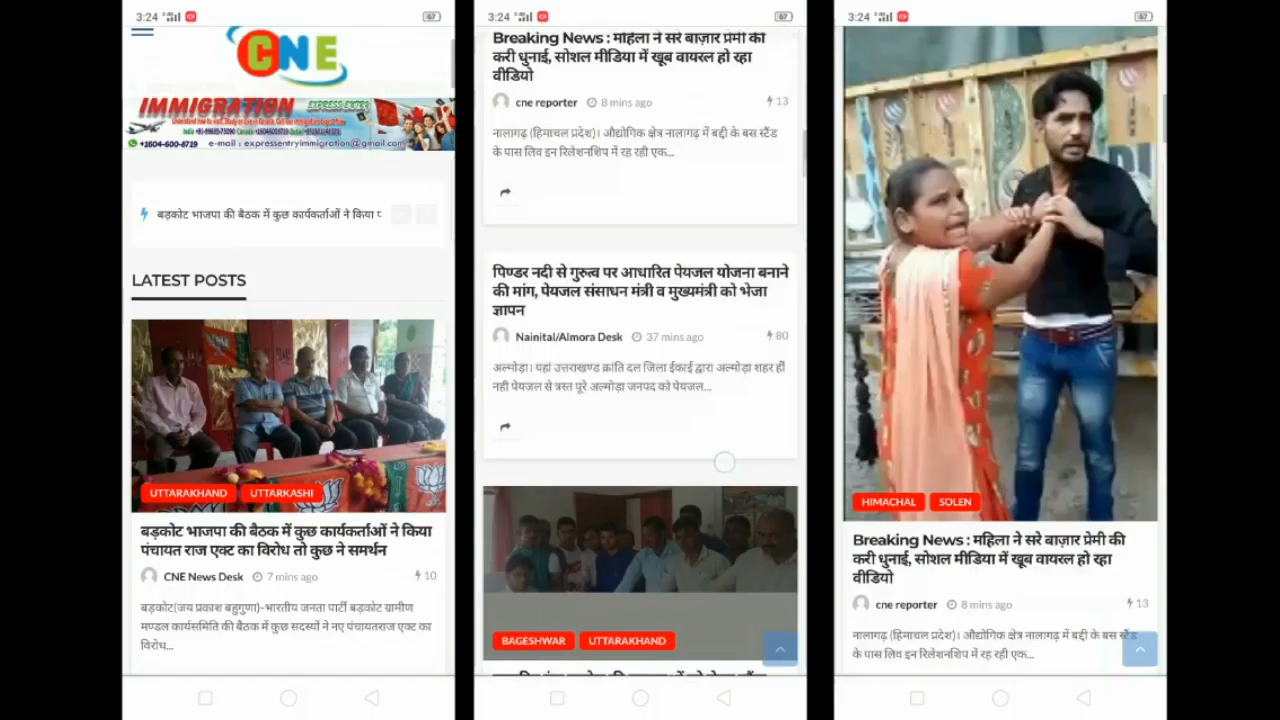 3:24
67
CNE
IMMIGRATION
EXPRESS ENTRY
+1604-600-8719 e-mail : expressentryimmigration@gmail.com
बड़कोट भाजपा की बैठक में कुछ कार्यकर्ताओं ने किया प
LATEST POSTS
UTTARAKHAND UTTARKASHI
बड़कोट भाजपा की बैठक में कुछ कार्यकर्ताओं ने किया
पंचायत राज एक्ट का विरोध तो कुछ ने समर्थन
CNE News Desk 7 mins ago 10
बड़कोट(जय प्रकाश बहुगुणा)-भारतीय जनता पार्टी बड़कोट ग्रामीण
मण्डल कार्यसमिति की बैठक में कुछ सदस्यों ने नए पंचायतराज एक्ट का
विरोध...
3:24
67
Breaking News : महिला ने सरे बाज़ार प्रेमी की
करी धुनाई, सोशल मीडिया में खूब वायरल हो रहा
वीडियो
cne reporter 8 mins ago 13
नालागढ़ (हिमाचल प्रदेश)। औद्योगिक क्षेत्र नालागढ़ में बद्दी के बस स्टैंड
के पास लिव इन रिलेशनशिप में रह रही एक...
पिण्डर नदी से गुरुत्व पर आधारित पेयजल योजना बनाने
की मांग, पेयजल संसाधन मंत्री व मुख्यमंत्री को भेजा
ज्ञापन
Nainital/Almora Desk 37 mins ago 80
अल्मोड़ा। यहां उत्तराखण्ड क्रांति दल जिला ईकाई द्वारा अल्मोड़ा शहर हीं
नही पेयजल से त्रस्त पूरे अल्मोड़ा जनपद को पेयजल...
BAGESHWAR UTTARAKHAND
3:24
67
HIMACHAL SOLEN
Breaking News : महिला ने सरे बाज़ार प्रेमी की
करी धुनाई, सोशल मीडिया में खूब वायरल हो रहा
वीडियो
cne reporter 8 mins ago 13
नालागढ़ (हिमाचल प्रदेश)। औद्योगिक क्षेत्र नालागढ़ में बद्दी के बस स्टैंड
के पास लिव इन रिलेशनशिप में रह रही एक...